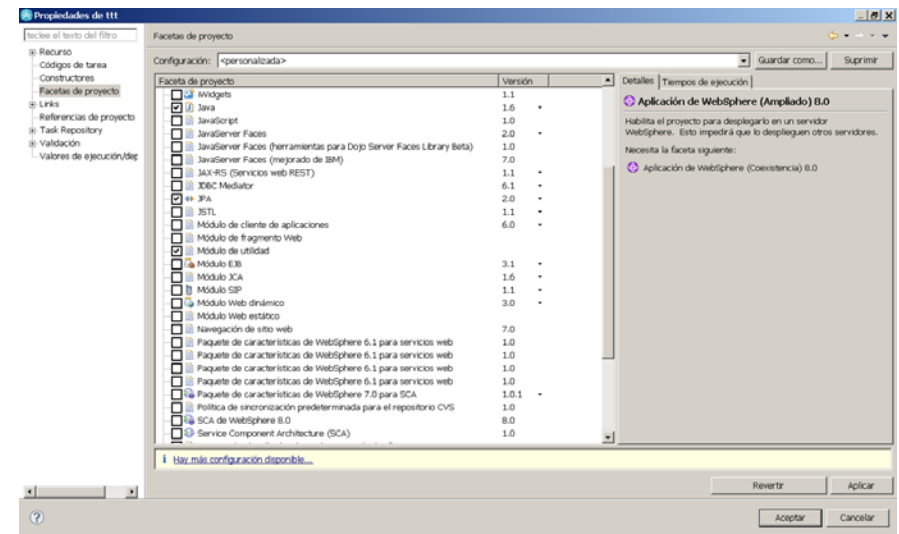 Propiedades de ttt
teclee el texto del filtro
Recurso
Códigos de tarea
Constructores
Facetas de proyecto
Links
Referencias de proyecto
Task Repository
Validación
Valores de ejecución/dep
Facetas de proyecto
Configuración: <personalizada>
Guardar como... Suprimir
Faceta de proyecto Versión
iWidgets 1.1
Java 1.6
JavaScript 1.0
JavaServer Faces 2.0
JavaServer Faces (herramientas para Dojo Server Faces Library Beta) 1.0
JavaServer Faces (mejorado de IBM) 7.0
JAX-RS (Servicios web REST) 1.1
JDBC Mediator 6.1
JPA 2.0
JSTL 1.1
Módulo de cliente de aplicaciones 6.0
Módulo de fragmento Web
Módulo de utilidad
Módulo EJB 3.1
Módulo JCA 1.6
Módulo SIP 1.1
Módulo Web dinámico 3.0
Módulo Web estático
Navegación de sitio web 7.0
Paquete de características de WebSphere 6.1 para servicios web 1.0
Paquete de características de WebSphere 6.1 para servicios web 1.0
Paquete de características de WebSphere 6.1 para servicios web 1.0
Paquete de características de WebSphere 6.1 para servicios web 1.0
Paquete de características de WebSphere 7.0 para SCA 1.0.1
Política de sincronización predeterminada para el repositorio CVS 1.0
SCA de WebSphere 8.0 8.0
Service Component Architecture (SCA) 1.0
Detalles Tiempos de ejecución
Aplicación de WebSphere (Ampliado) 8.0
Habilita el proyecto para desplegarlo en un servidor
WebSphere. Esto impedirá que lo desplieguen otros servidores.
Necesita la faceta siguiente:
Aplicación de WebSphere (Coexistencia) 8.0
Hay más configuración disponible...
Revertir Aplicar
Aceptar Cancelar